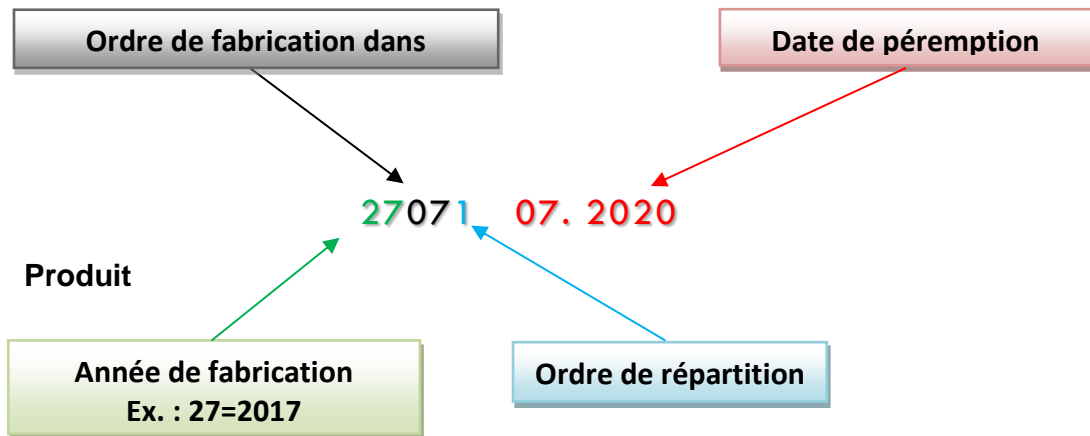 Ordre de fabrication dans
Date de péremption
27071 07. 2020
Produit
Année de fabrication
Ex. : 27=2017
Ordre de répartition